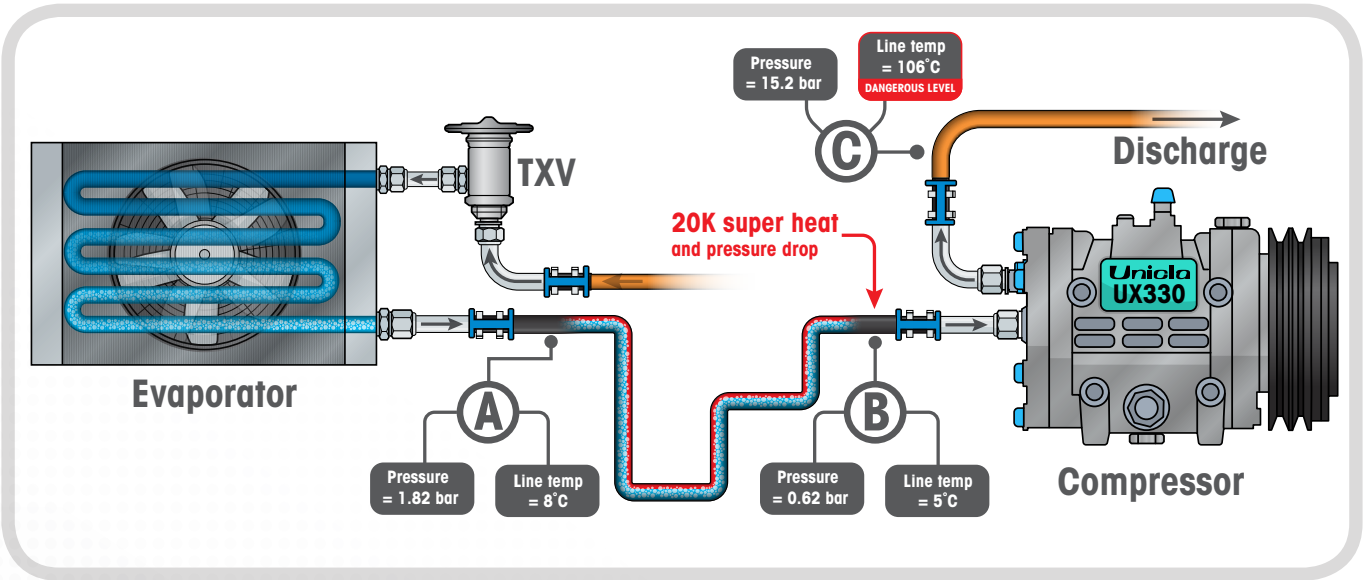 Pressure
= 15.2 bar
Line temp
= 106°C
DANGEROUS LEVEL
C
Discharge
TXV
20K super heat
and pressure drop
Unicla
UX330
Evaporator
A
B
Pressure
= 1.82 bar
Line temp
= 8°C
Pressure
= 0.62 bar
Line temp
= 5°C
Compressor